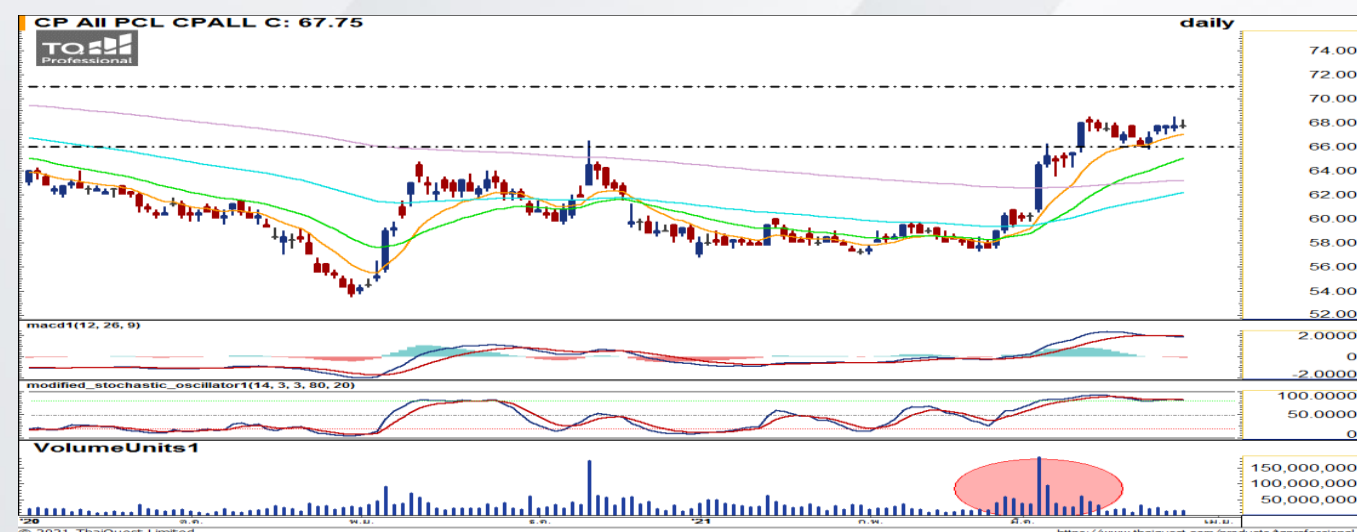 CP All PCL CPALL C: 67.75
daily
TQ
Professional
74.00
72.00
70.00
68.00
66.00
64.00
62.00
60.00
58.00
56.00
54.00
52.00
macd1(12, 26, 9)
2.0000
0
-2.0000
modified_stochastic_oscillator1(14, 3, 3, 80, 20)
100.0000
50.0000
0
VolumeUnits1
150,000,000
100,000,000
50,000,000
'20 ต.ค. พ.ย. ธ.ค. '21 ก.พ. มี.ค. เม.ย.
© 2021 ThaiQuest Limited